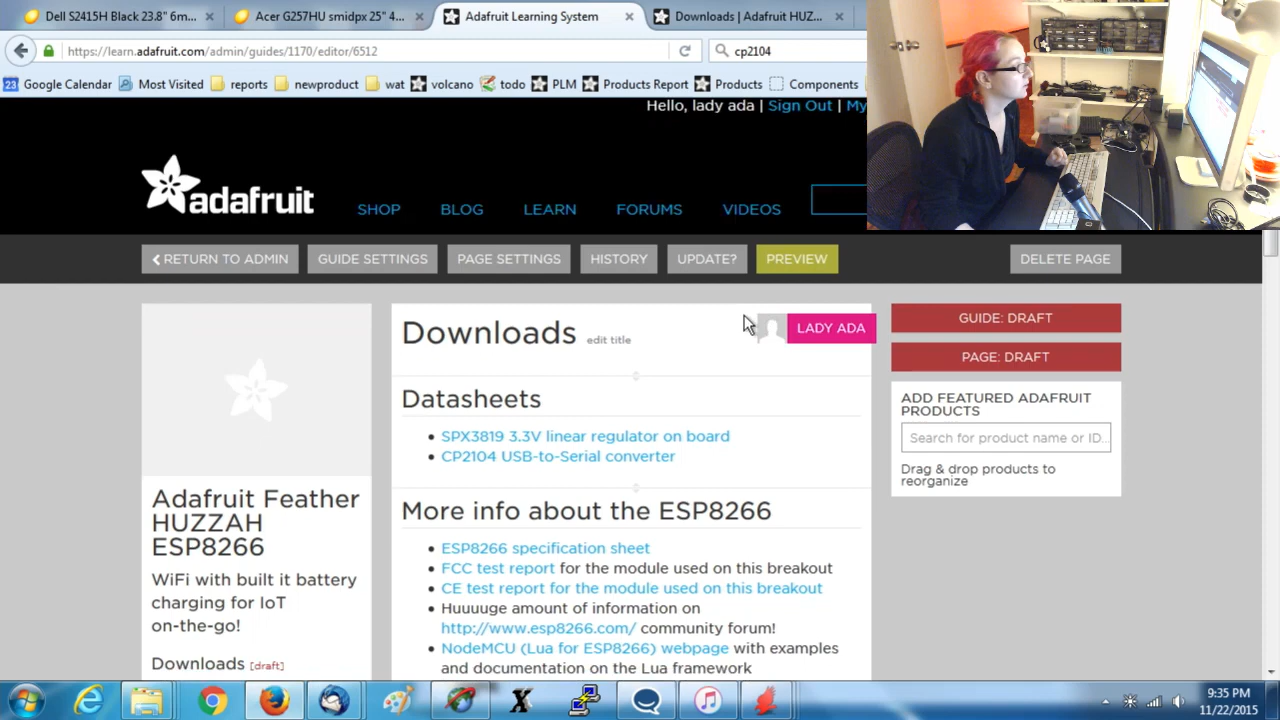 Dell S2415H Black 23.8" 6m...
Acer G257HU smidpx 25" 4...
Adafruit Learning System
Downloads | Adafruit HUZ...
https://learn.adafruit.com/admin/guides/1170/editor/6512
cp2104
Google Calendar
Most Visited
reports
newproduct
wat
volcano
todo
PLM
Products Report
Products
Components
Hello, lady ada | Sign Out | My
adafruit
SHOP
BLOG
LEARN
FORUMS
VIDEOS
RETURN TO ADMIN
GUIDE SETTINGS
PAGE SETTINGS
HISTORY
UPDATE?
PREVIEW
DELETE PAGE
Adafruit Feather
HUZZAH
ESP8266
WiFi with built it battery
charging for IoT
on-the-go!
Downloads [draft]
Downloads edit title
LADY ADA
Datasheets
SPX3819 3.3V linear regulator on board
CP2104 USB-to-Serial converter
More info about the ESP8266
ESP8266 specification sheet
FCC test report for the module used on this breakout
CE test report for the module used on this breakout
Huuuuge amount of information on
http://www.esp8266.com/ community forum!
NodeMCU (Lua for ESP8266) webpage with examples
and documentation on the Lua framework
GUIDE: DRAFT
PAGE: DRAFT
ADD FEATURED ADAFRUIT
PRODUCTS
Search for product name or ID...
Drag & drop products to
reorganize
9:35 PM
11/22/2015